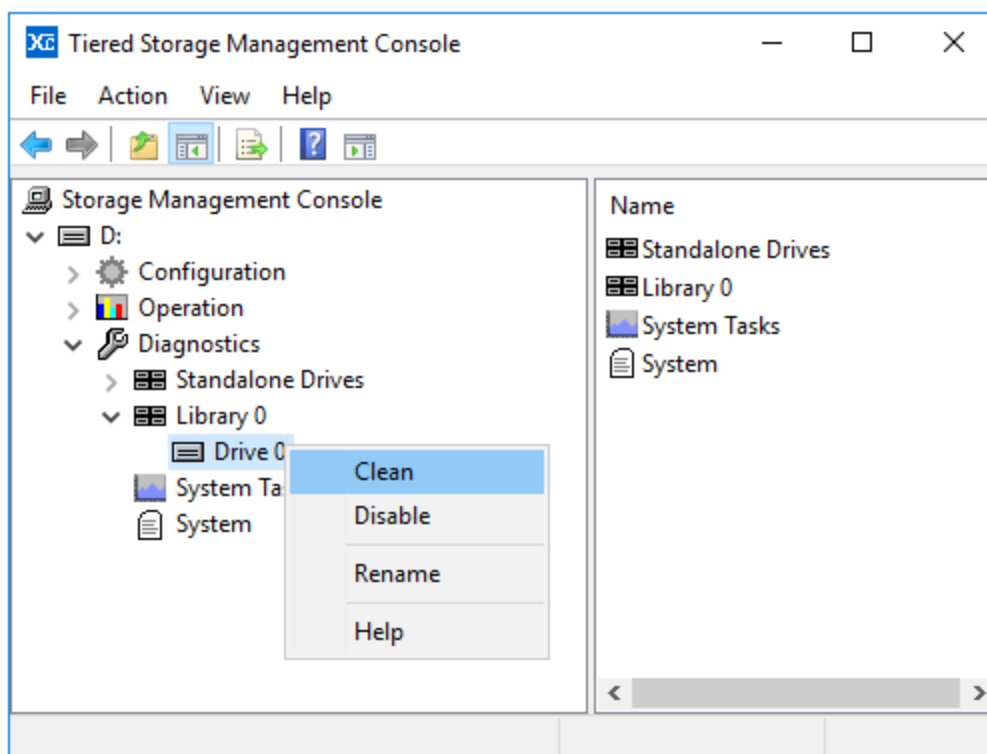 XC Tiered Storage Management Console
File Action View Help
Storage Management Console
D:
Configuration
Operation
Diagnostics
Standalone Drives
Library 0
Drive 0
System Ta
System
Clean
Disable
Rename
Help
Name
Standalone Drives
Library 0
System Tasks
System